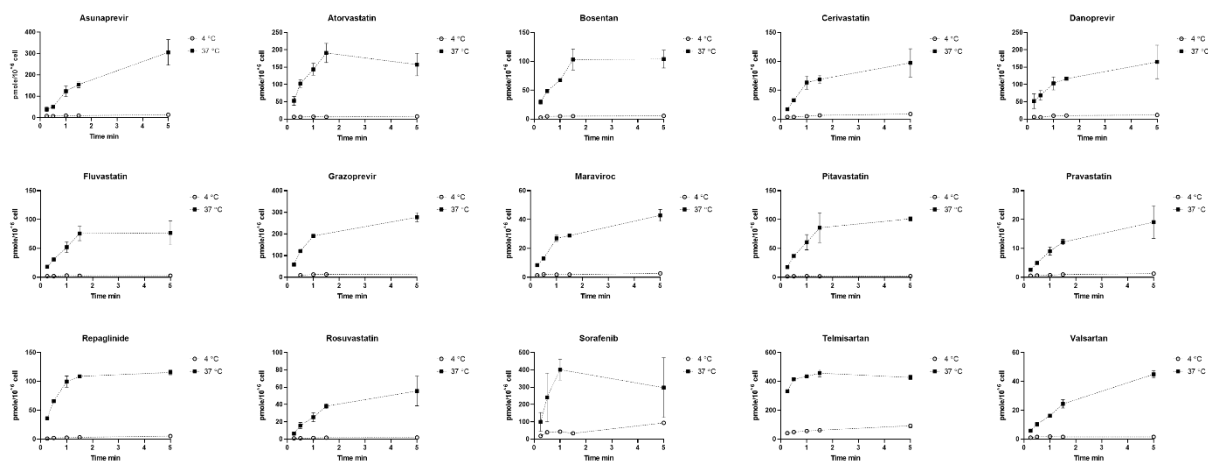 Asunaprevir
pmole/10^6 cell
400
300
200
100
0
0 1 2 3 4 5
Time min
4 °C
37 °C
Atorvastatin
pmole/10^6 cell
250
200
150
100
50
0
0 1 2 3 4 5
Time min
4 °C
37 °C
Bosentan
pmole/10^6 cell
150
100
50
0
0 1 2 3 4 5
Time min
4 °C
37 °C
Cerivastatin
pmole/10^6 cell
150
100
50
0
0 1 2 3 4 5
Time min
4 °C
37 °C
Danoprevir
pmole/10^6 cell
250
200
150
100
50
0
0 1 2 3 4 5
Time min
4 °C
37 °C
Fluvastatin
pmole/10^6 cell
150
100
50
0
0 1 2 3 4 5
Time min
4 °C
37 °C
Grazoprevir
pmole/10^6 cell
400
300
200
100
0
0 1 2 3 4 5
Time min
4 °C
37 °C
Maraviroc
pmole/10^6 cell
60
40
20
0
0 1 2 3 4 5
Time min
4 °C
37 °C
Pitavastatin
pmole/10^6 cell
150
100
50
0
0 1 2 3 4 5
Time min
4 °C
37 °C
Pravastatin
pmole/10^6 cell
30
20
10
0
0 1 2 3 4 5
Time min
4 °C
37 °C
Repaglinide
pmole/10^6 cell
150
100
50
0
0 1 2 3 4 5
Time min
4 °C
37 °C
Rosuvastatin
pmole/10^6 cell
100
80
60
40
20
0
0 1 2 3 4 5
Time min
4 °C
37 °C
Sorafenib
pmole/10^6 cell
500
400
300
200
100
0
0 1 2 3 4 5
Time min
4 °C
37 °C
Telmisartan
pmole/10^6 cell
600
400
200
0
0 1 2 3 4 5
Time min
4 °C
37 °C
Valsartan
pmole/10^6 cell
60
40
20
0
0 1 2 3 4 5
Time min
4 °C
37 °C